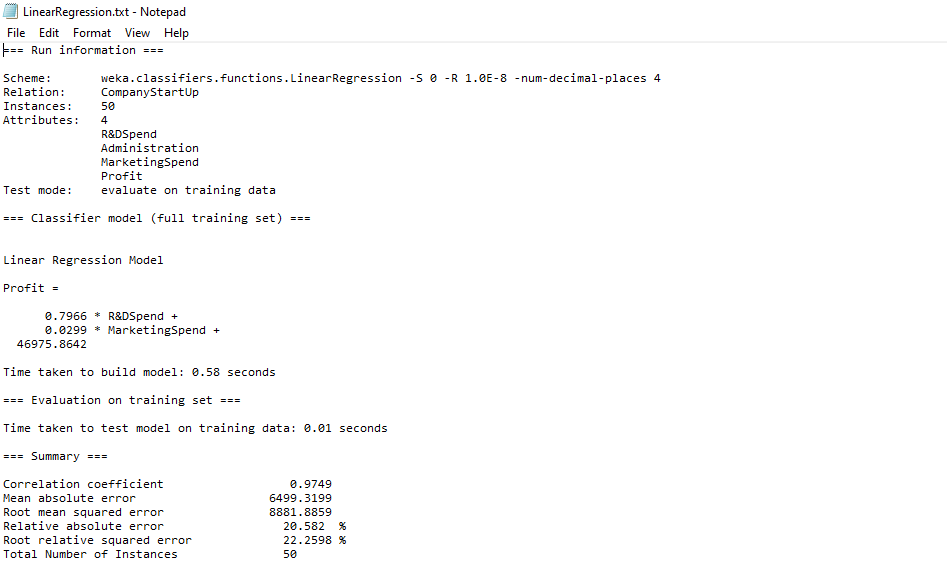 LinearRegression.txt - Notepad
File Edit Format View Help
=== Run information ===
Scheme: weka.classifiers.functions.LinearRegression -S 0 -R 1.0E-8 -num-decimal-places 4
Relation: CompanyStartUp
Instances: 50
Attributes: 4
R&DSpend
Administration
MarketingSpend
Profit
Test mode: evaluate on training data
=== Classifier model (full training set) ===
Linear Regression Model
Profit =
0.7966 * R&DSpend +
0.0299 * MarketingSpend +
46975.8642
Time taken to build model: 0.58 seconds
=== Evaluation on training set ===
Time taken to test model on training data: 0.01 seconds
=== Summary ===
Correlation coefficient 0.9749
Mean absolute error 6499.3199
Root mean squared error 8881.8859
Relative absolute error 20.582 %
Root relative squared error 22.2598 %
Total Number of Instances 50